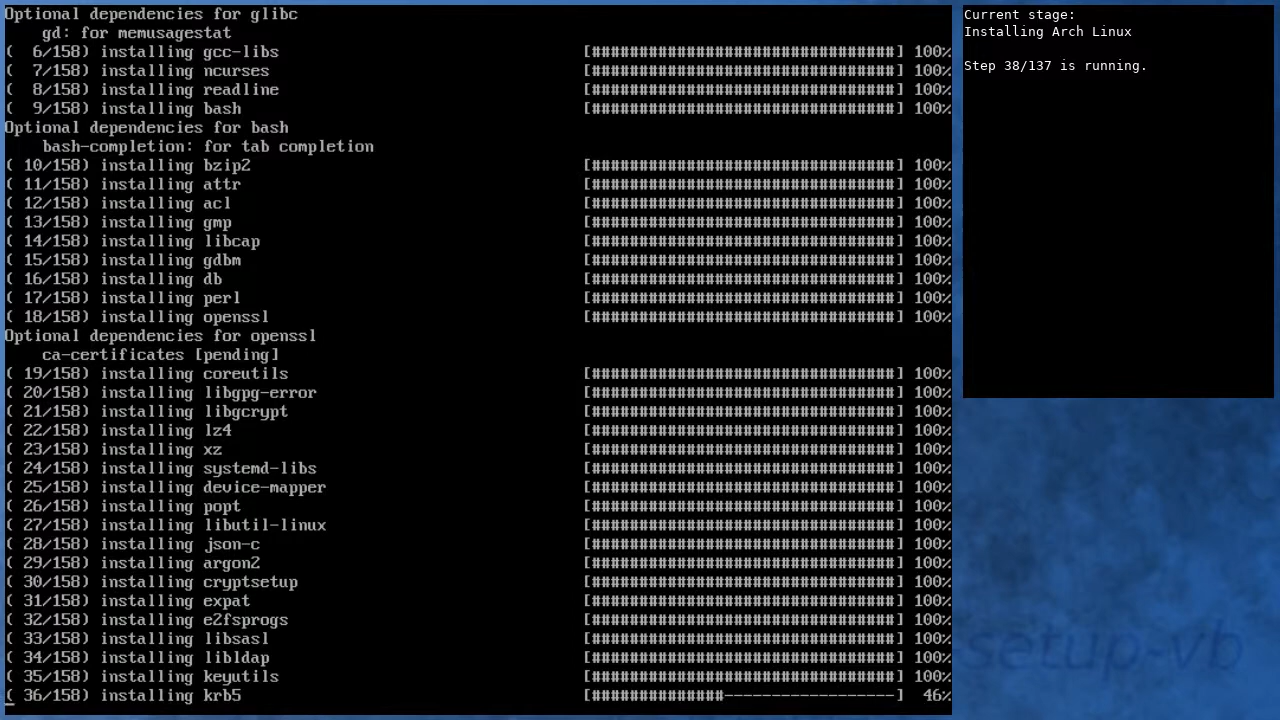 Optional dependencies for glibc
    gd: for memusagestat
(  6/158) installing gcc-libs [################################] 100%
(  7/158) installing ncurses [################################] 100%
(  8/158) installing readline [################################] 100%
(  9/158) installing bash [################################] 100%
Optional dependencies for bash
    bash-completion: for tab completion
( 10/158) installing bzip2 [################################] 100%
( 11/158) installing attr [################################] 100%
( 12/158) installing acl [################################] 100%
( 13/158) installing gmp [################################] 100%
( 14/158) installing libcap [################################] 100%
( 15/158) installing gdbm [################################] 100%
( 16/158) installing db [################################] 100%
( 17/158) installing perl [################################] 100%
( 18/158) installing openssl [################################] 100%
Optional dependencies for openssl
    ca-certificates [pending]
( 19/158) installing coreutils [################################] 100%
( 20/158) installing libgpg-error [################################] 100%
( 21/158) installing libgcrypt [################################] 100%
( 22/158) installing lz4 [################################] 100%
( 23/158) installing xz [################################] 100%
( 24/158) installing systemd-libs [################################] 100%
( 25/158) installing device-mapper [################################] 100%
( 26/158) installing popt [################################] 100%
( 27/158) installing libutil-linux [################################] 100%
( 28/158) installing json-c [################################] 100%
( 29/158) installing argon2 [################################] 100%
( 30/158) installing cryptsetup [################################] 100%
( 31/158) installing expat [################################] 100%
( 32/158) installing e2fsprogs [################################] 100%
( 33/158) installing libsasl [################################] 100%
( 34/158) installing libldap [################################] 100%
( 35/158) installing keyutils [################################] 100%
( 36/158) installing krb5 [##############------------------] 46%
Current stage:
Installing Arch Linux
Step 38/137 is running.
setup-vb